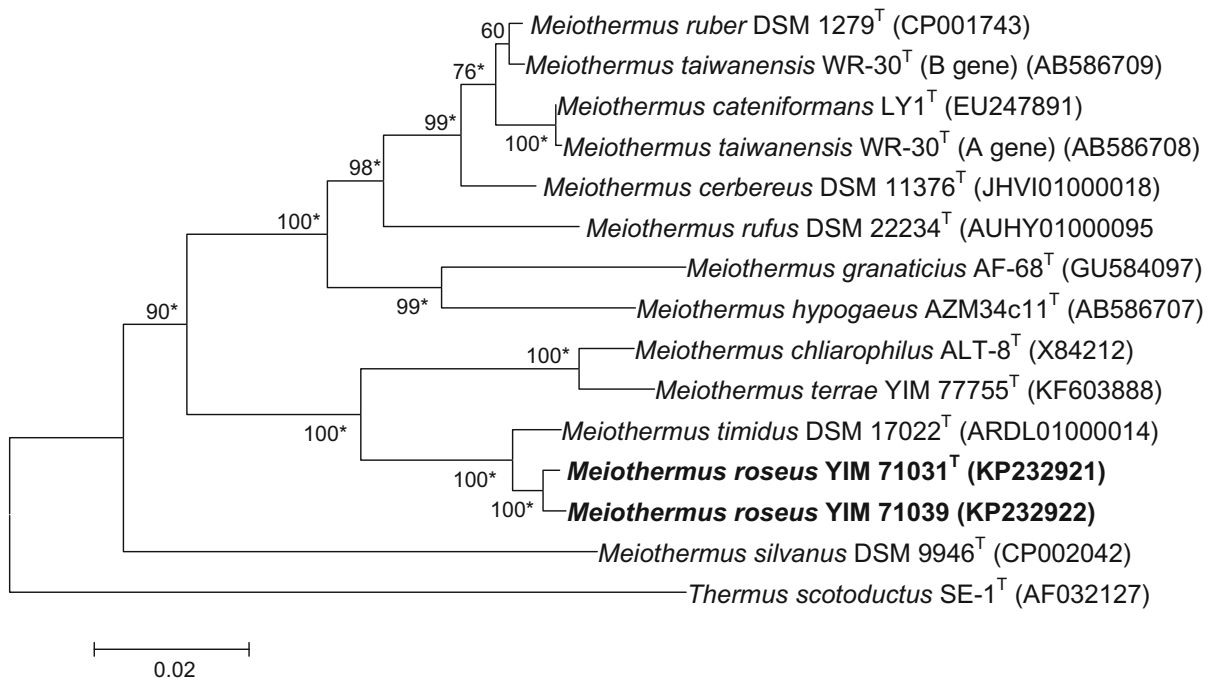 Meiothermus ruber DSM 1279T (CP001743)
60
Meiothermus taiwanensis WR-30T (B gene) (AB586709)
76*
Meiothermus cateniformans LY1T (EU247891)
99*
100*
Meiothermus taiwanensis WR-30T (A gene) (AB586708)
98*
Meiothermus cerbereus DSM 11376T (JHVI01000018)
100*
Meiothermus rufus DSM 22234T (AUHY01000095
Meiothermus granaticius AF-68T (GU584097)
99*
Meiothermus hypogaeus AZM34c11T (AB586707)
90*
100*
Meiothermus chliarophilus ALT-8T (X84212)
Meiothermus terrae YIM 77755T (KF603888)
100*
Meiothermus timidus DSM 17022T (ARDL01000014)
100*
Meiothermus roseus YIM 71031T (KP232921)
100*
Meiothermus roseus YIM 71039 (KP232922)
Meiothermus silvanus DSM 9946T (CP002042)
Thermus scotoductus SE-1T (AF032127)
0.02